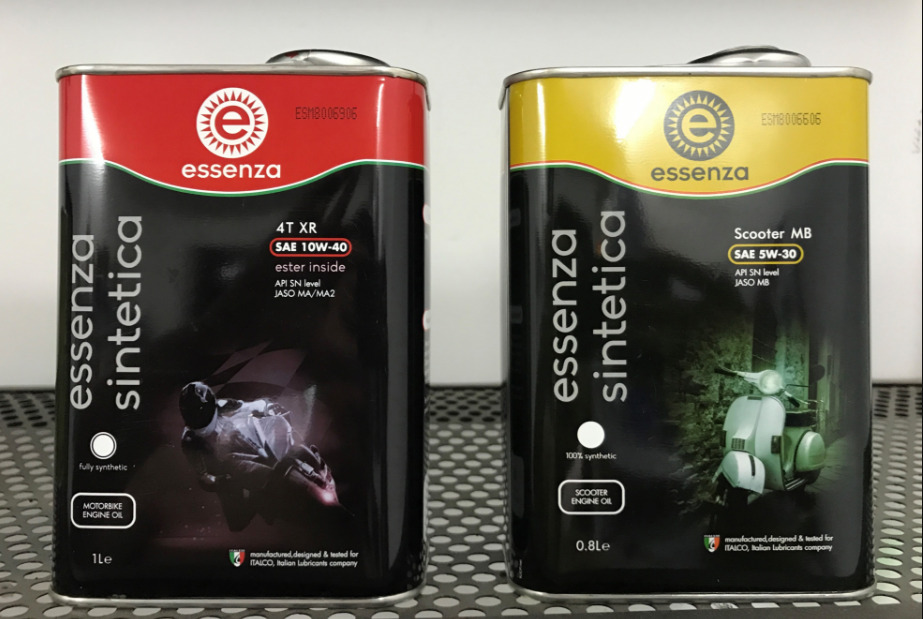 e
essenza
ESM8006906
essenza
sintetica
4T XR
SAE 10W-40
ester inside
API SN level
JASO MA/MA2
fully synthetic
MOTORBIKE
ENGINE OIL
1Le
manufactured,designed & tested for
ITALCO, Italian Lubricants company
e
essenza
ESM8006606
essenza
sintetica
Scooter MB
SAE 5W-30
API SN level
JASO MB
100% synthetic
SCOOTER
ENGINE OIL
0.8Le
manufactured,designed & tested for
ITALCO, Italian Lubricants company